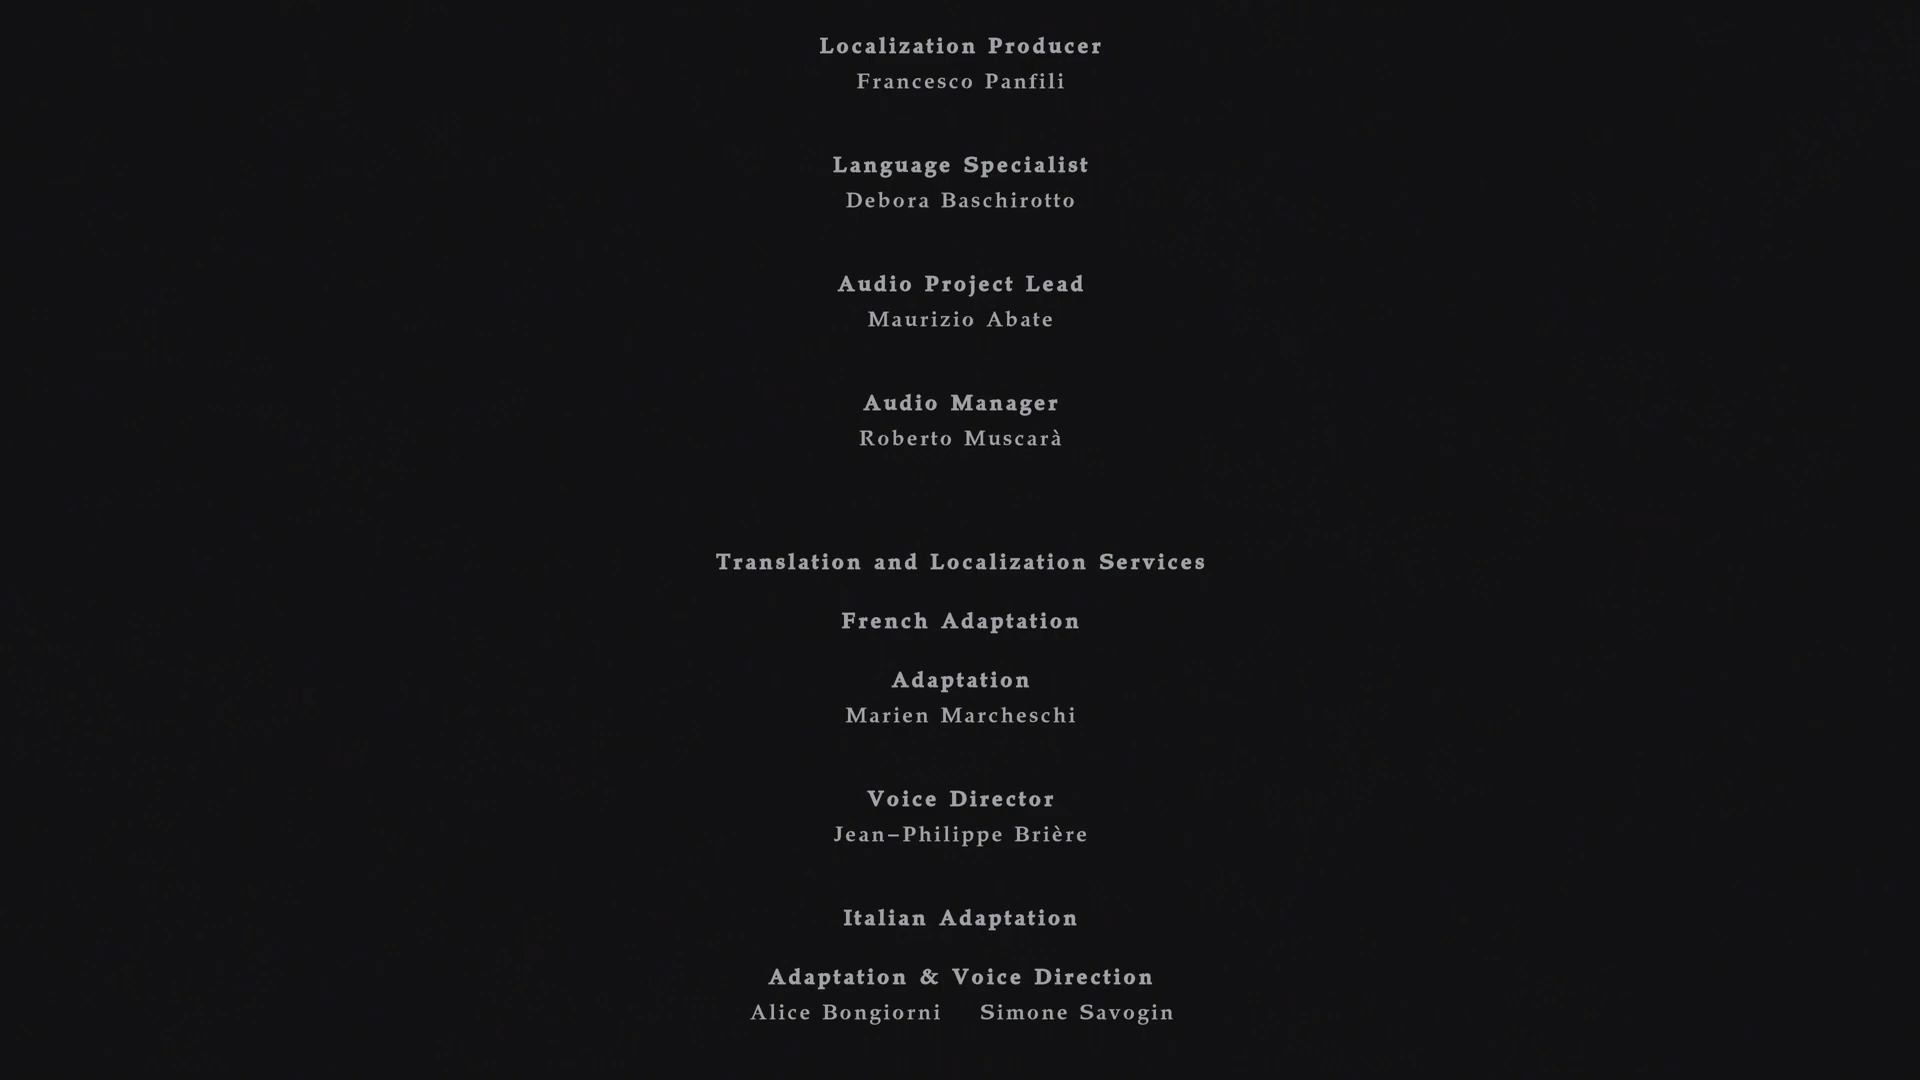 Localization Producer
Francesco Panfili
Language Specialist
Debora Baschirotto
Audio Project Lead
Maurizio Abate
Audio Manager
Roberto Muscarà
Translation and Localization Services
French Adaptation
Adaptation
Marien Marcheschi
Voice Director
Jean-Philippe Brière
Italian Adaptation
Adaptation & Voice Direction
Alice Bongiorni Simone Savogin